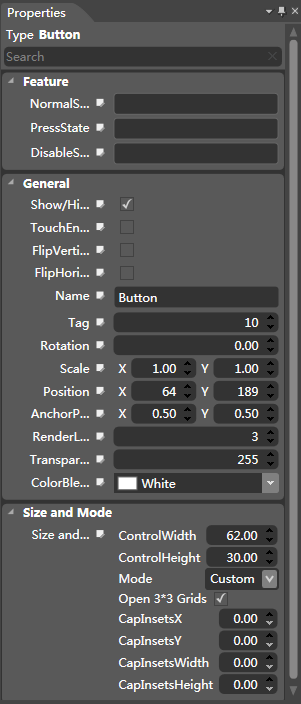 Properties
Type Button
Search
Feature
NormalS...
PressState
DisableS...
General
Show/Hi...
TouchEn...
FlipVerti...
FlipHori...
Name Button
Tag 10
Rotation 0.00
Scale X 1.00 Y 1.00
Position X 64 Y 189
AnchorP... X 0.50 Y 0.50
RenderL... 3
Transpar... 255
ColorBle... White
Size and Mode
Size and... ControlWidth 62.00
ControlHeight 30.00
Mode Custom
Open 3*3 Grids
CapInsetsX 0.00
CapInsetsY 0.00
CapInsetsWidth 0.00
CapInsetsHeight 0.00